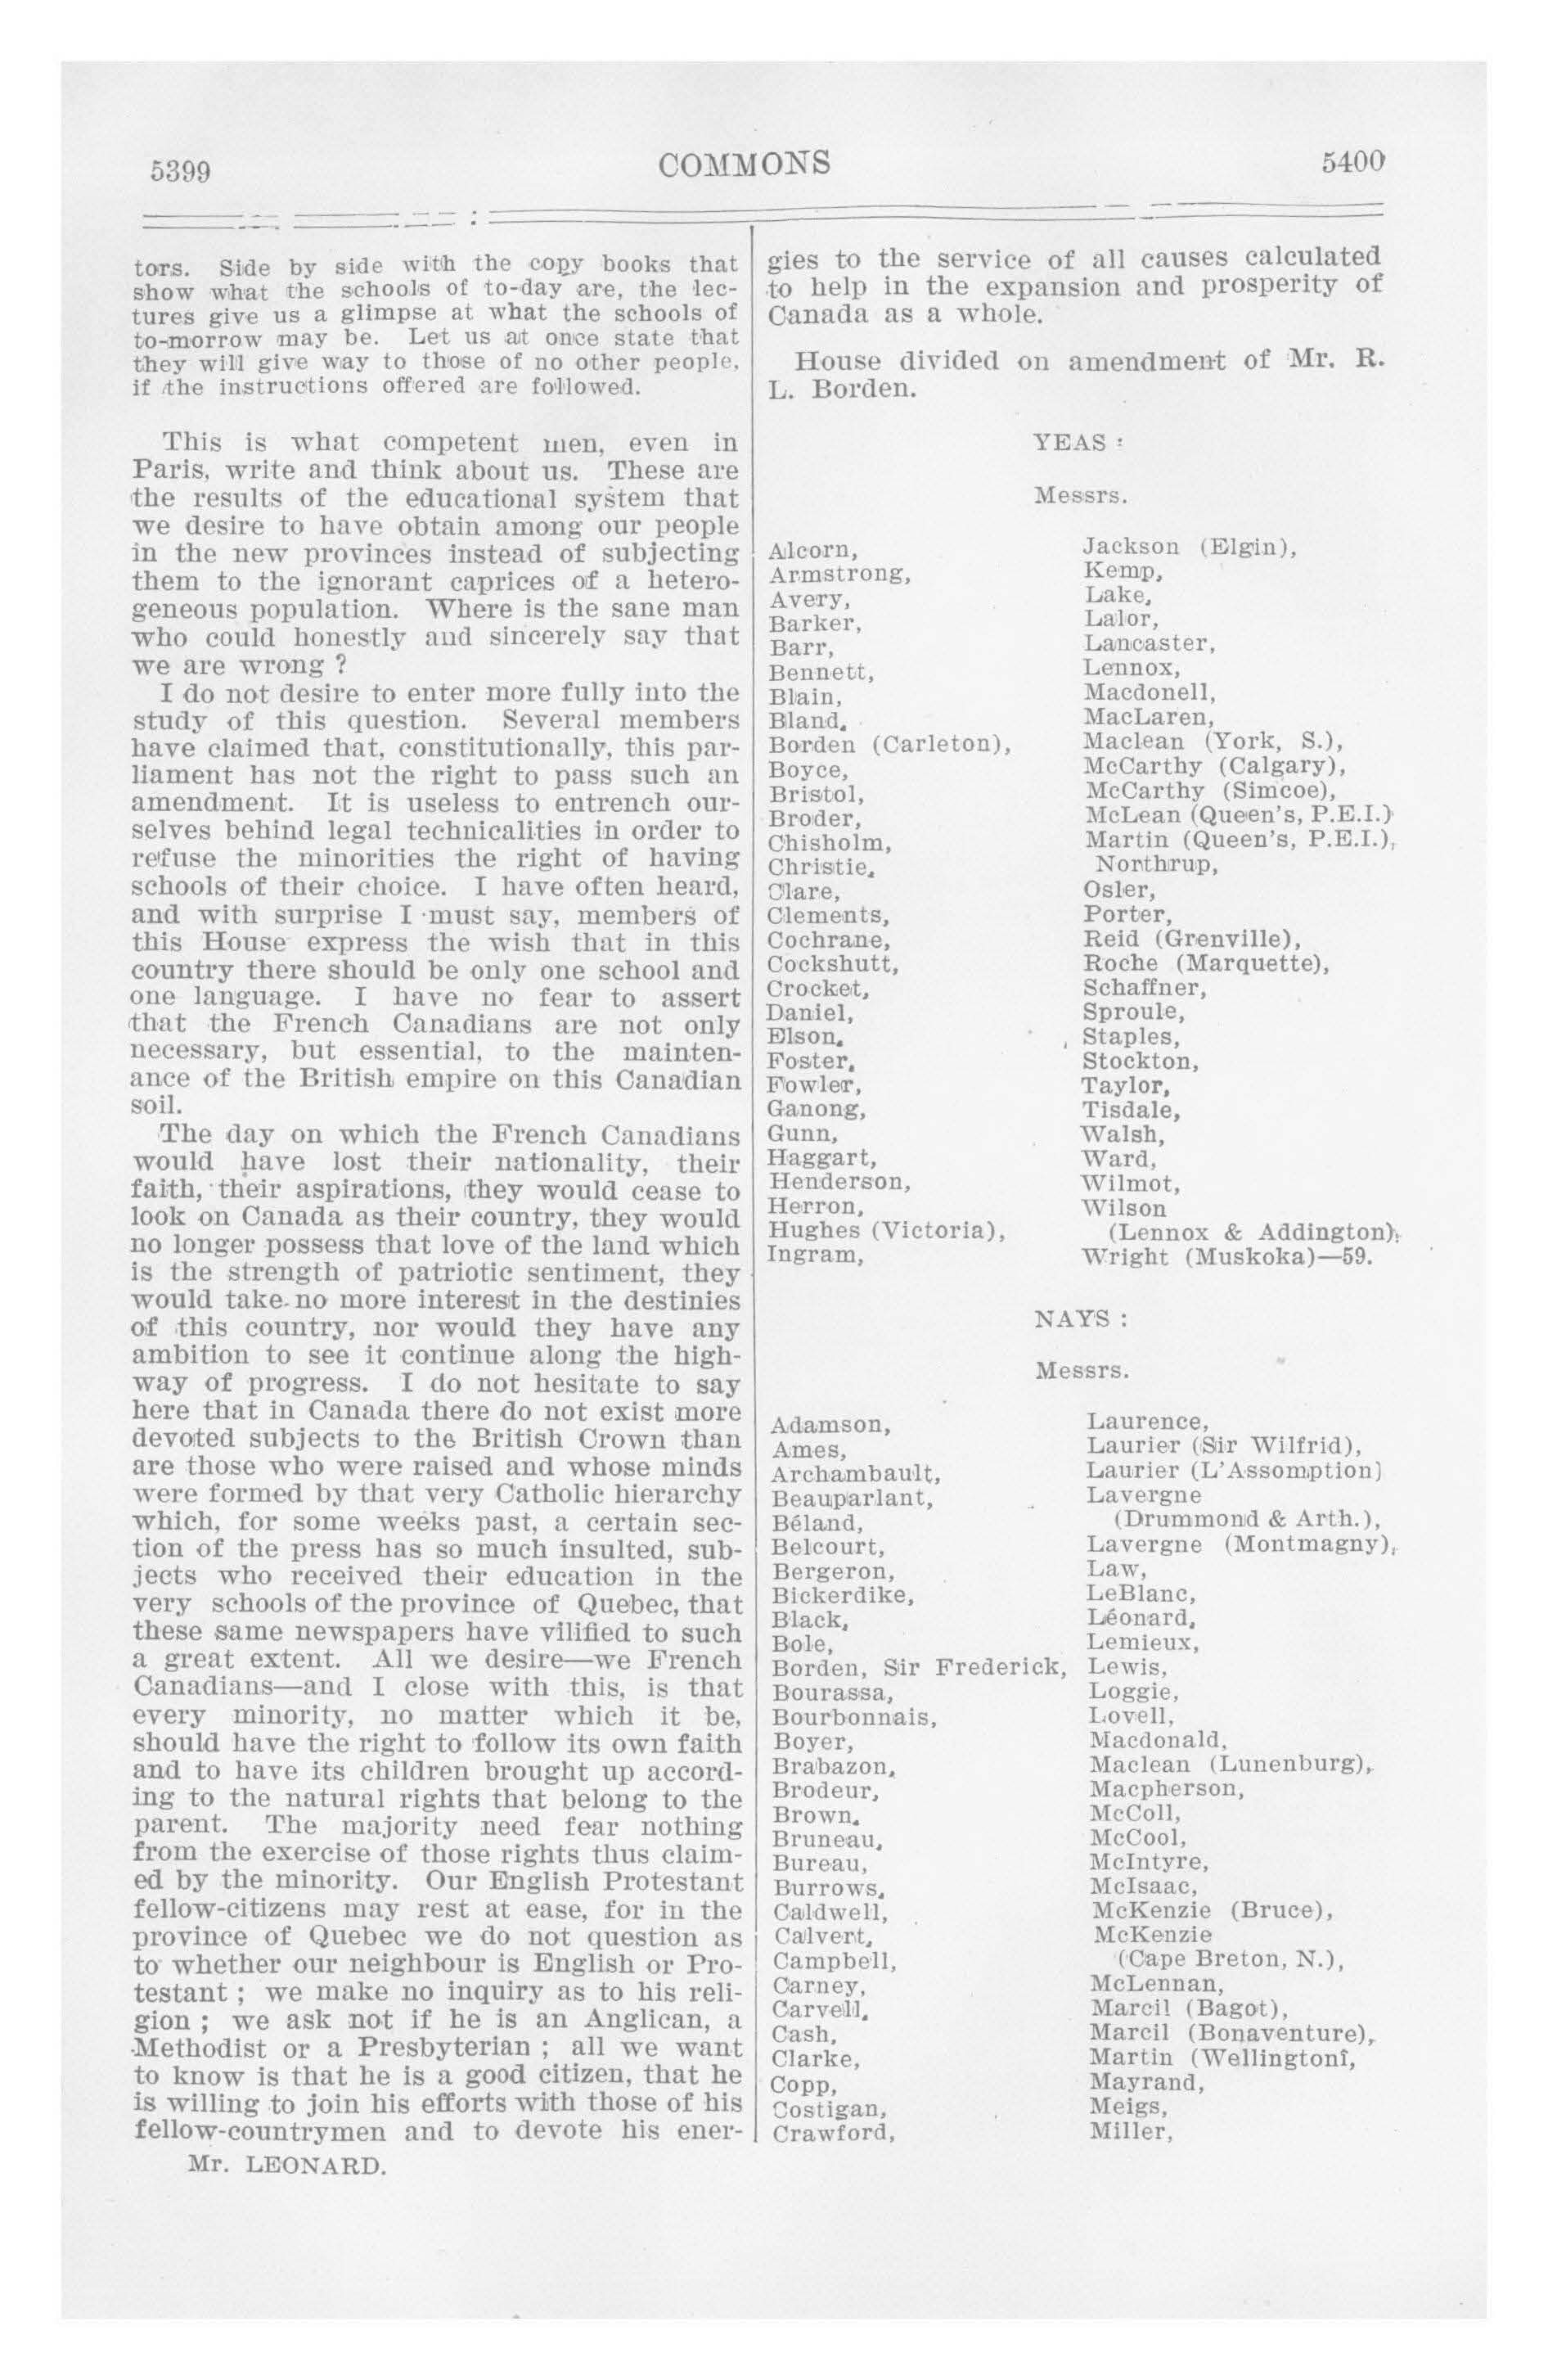 5399
COMMONS
5400
tors. Side by side with the copy books that
show what the schools of to-day are, the lec-
tures give us a glimpse at what the schools of
to-morrow may be. Let us at once state that
they will give way to those of no other people,
if the instructions offered are followed.
This is what competent men, even in
Paris, write and think about us. These are
the results of the educational system that
we desire to have obtain among our people
in the new provinces instead of subjecting
them to the ignorant caprices of a hetero-
geneous population. Where is the sane man
who could honestly and sincerely say that
we are wrong ?
I do not desire to enter more fully into the
study of this question. Several members
have claimed that, constitutionally, this par-
liament has not the right to pass such an
amendment. It is useless to entrench our-
selves behind legal technicalities in order to
refuse the minorities the right of having
schools of their choice. I have often heard,
and with surprise I must say, members of
this House express the wish that in this
country there should be only one school and
one language. I have no fear to assert
that the French Canadians are not only
necessary, but essential, to the mainten-
ance of the British empire on this Canadian
soil.
The day on which the French Canadians
would have lost their nationality, their
faith, their aspirations, they would cease to
look on Canada as their country, they would
no longer possess that love of the land which
is the strength of patriotic sentiment, they
would take no more interest in the destinies
of this country, nor would they have any
ambition to see it continue along the high-
way of progress. I do not hesitate to say
here that in Canada there do not exist more
devoted subjects to the British Crown than
are those who were raised and whose minds
were formed by that very Catholic hierarchy
which, for some weeks past, a certain sec-
tion of the press has so much insulted, sub-
jects who received their education in the
very schools of the province of Quebec, that
these same newspapers have vilified to such
a great extent. All we desire—we French
Canadians—and I close with this, is that
every minority, no matter which it be,
should have the right to follow its own faith
and to have its children brought up accord-
ing to the natural rights that belong to the
parent. The majority need fear nothing
from the exercise of those rights thus claim-
ed by the minority. Our English Protestant
fellow-citizens may rest at ease, for in the
province of Quebec we do not question as
to whether our neighbour is English or Pro-
testant ; we make no inquiry as to his reli-
gion ; we ask not if he is an Anglican, a
Methodist or a Presbyterian ; all we want
to know is that he is a good citizen, that he
is willing to join his efforts with those of his
fellow-countrymen and to devote his ener-
Mr. LEONARD.
gies to the service of all causes calculated
to help in the expansion and prosperity of
Canada as a whole.
House divided on amendment of Mr. R.
L. Borden.
YEAS :
Messrs.
Alcorn,
Armstrong,
Avery,
Barker,
Barr,
Bennett,
Blain,
Bland,
Borden (Carleton),
Boyce,
Bristol,
Broder,
Chisholm,
Christie,
Clare,
Clements,
Cochrane,
Cockshutt,
Crocket,
Daniel,
Elson,
Foster,
Fowler,
Ganong,
Gunn,
Haggart,
Henderson,
Herron,
Hughes (Victoria),
Ingram,
Jackson (Elgin),
Kemp,
Lake,
Lalor,
Lancaster,
Lennox,
Macdonell,
MacLaren,
Maclean (York, S.),
McCarthy (Calgary),
McCarthy (Simcoe),
McLean (Queen's, P.E.I.)
Martin (Queen's, P.E.I.),
Northrup,
Osler,
Porter,
Reid (Grenville),
Roche (Marquette),
Schaffner,
Sproule,
Staples,
Stockton,
Taylor,
Tisdale,
Walsh,
Ward,
Wilmot,
Wilson
(Lennox & Addington),
Wright (Muskoka)—59.
NAYS :
Messrs.
Adamson,
Ames,
Archambault,
Beauparlant,
Béland,
Belcourt,
Bergeron,
Bickerdike,
Black,
Bole,
Borden, Sir Frederick,
Bourassa,
Bourbonnais,
Boyer,
Brabazon,
Brodeur,
Brown,
Bruneau,
Bureau,
Burrows,
Caldwell,
Calvert,
Campbell,
Carney,
Carvell,
Cash,
Clarke,
Copp,
Costigan,
Crawford,
Laurence,
Laurier (Sir Wilfrid),
Laurier (L'Assomption)
Lavergne
(Drummond & Arth.),
Lavergne (Montmagny),
Law,
LeBlanc,
Léonard,
Lemieux,
Lewis,
Loggie,
Lovell,
Macdonald,
Maclean (Lunenburg),
Macpherson,
McColl,
McCool,
McIntyre,
McIsaac,
McKenzie (Bruce),
McKenzie
(Cape Breton, N.),
McLennan,
Marcil (Bagot),
Marcil (Bonaventure),
Martin (Wellingtonî,
Mayrand,
Meigs,
Miller,